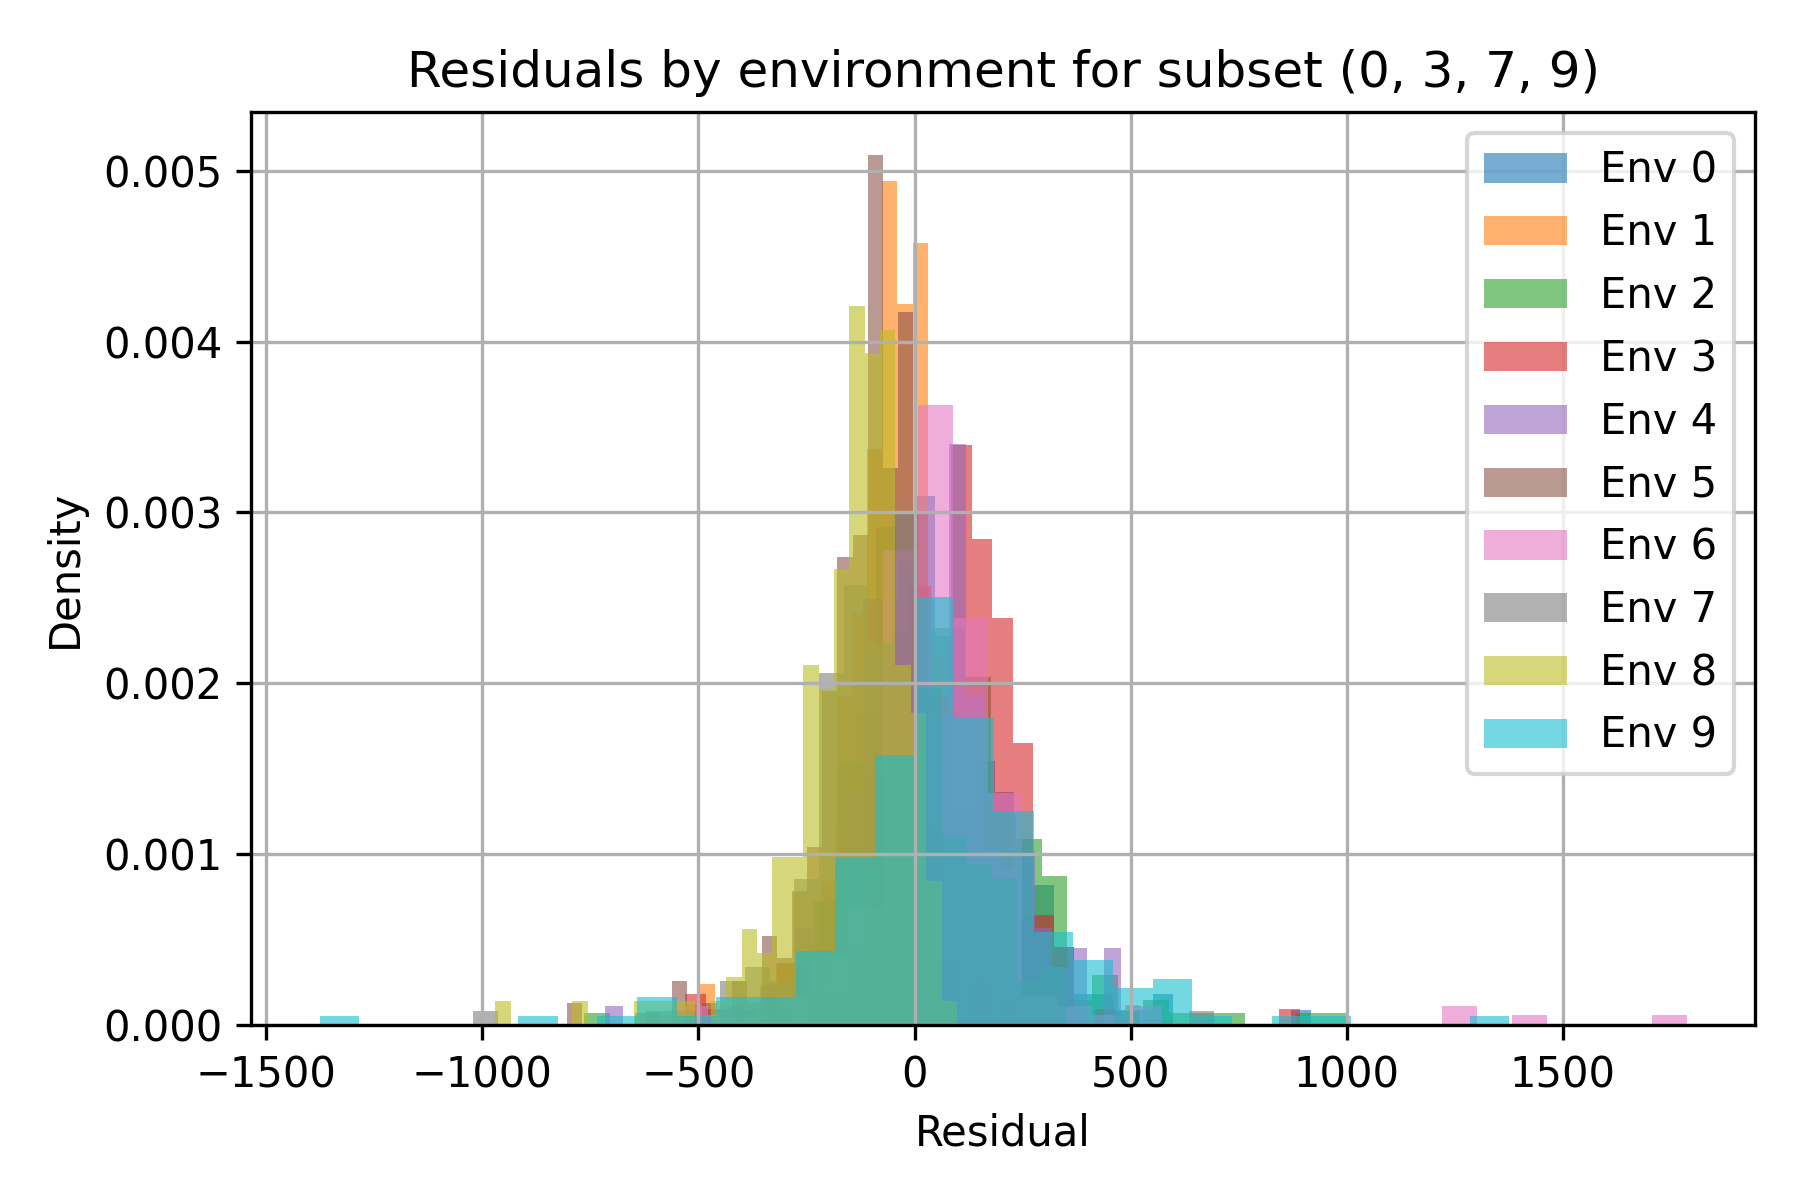 Residuals by environment for subset (0, 3, 7, 9)
Density
0.005
0.004
0.003
0.002
0.001
0.000
−1500
−1000
−500
0
500
1000
1500
Residual
Env 0
Env 1
Env 2
Env 3
Env 4
Env 5
Env 6
Env 7
Env 8
Env 9